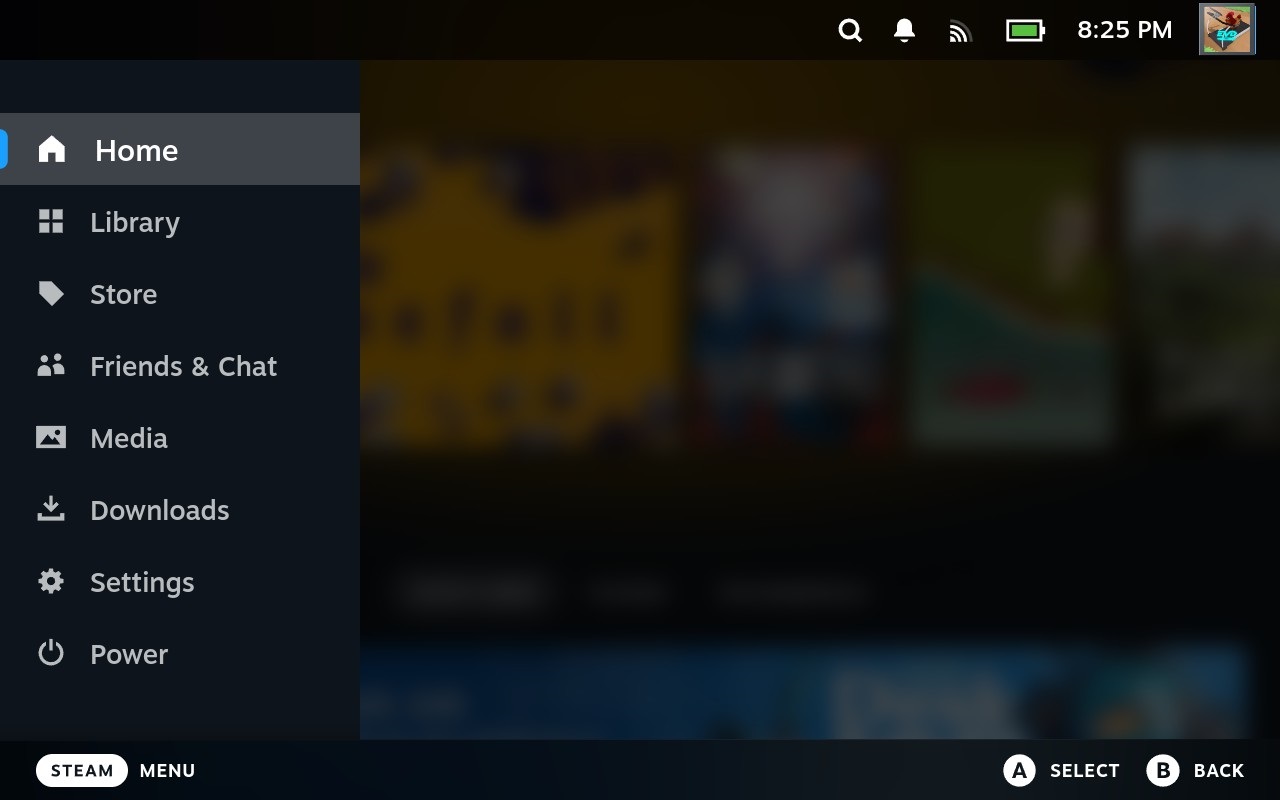 8:25 PM
Home
Library
Store
Friends & Chat
Media
Downloads
Settings
Power
STEAM MENU
A SELECT B BACK